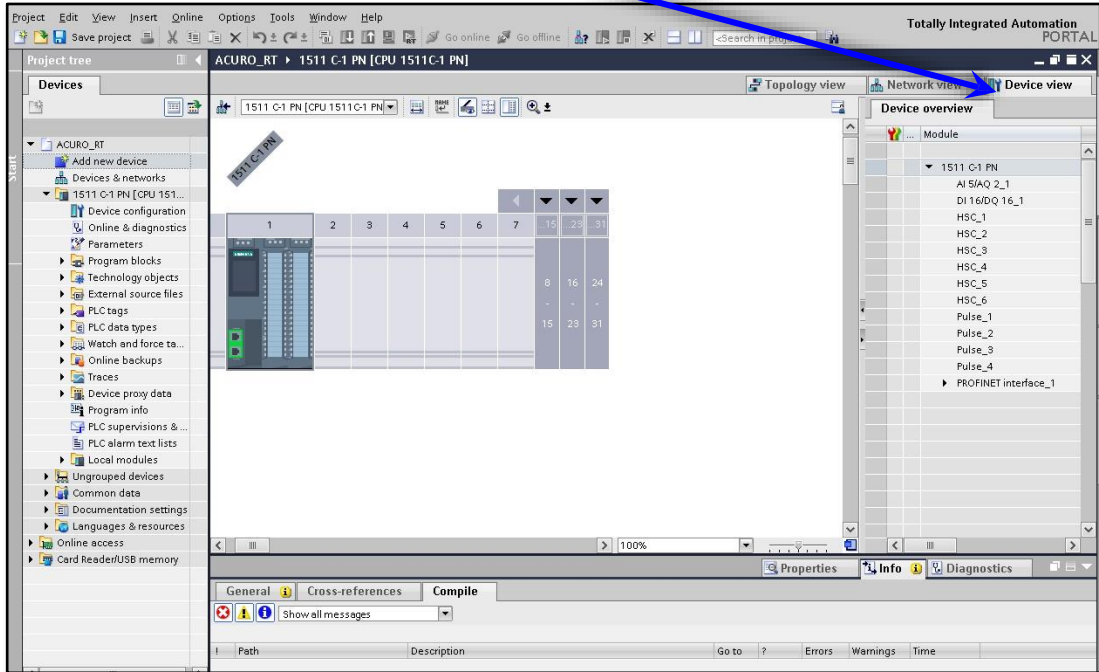 Project Edit View Insert Online Options Tools Window Help
Totally Integrated Automation
PORTAL
Save project Go online Go offline <Search in project>
Project tree
ACURO_RT ▸ 1511 C-1 PN [CPU 1511C-1 PN]
Devices
Topology view Network view Device view
1511 C-1 PN [CPU 1511 C-1 PN]
Device overview
... Module
ACURO_RT
Add new device
Devices & networks
1511 C-1 PN [CPU 151...
Device configuration
Online & diagnostics
Parameters
Program blocks
Technology objects
External source files
PLC tags
PLC data types
Watch and force ta...
Online backups
Traces
Device proxy data
Program info
PLC supervisions & ...
PLC alarm text lists
Local modules
Ungrouped devices
Common data
Documentation settings
Languages & resources
Online access
Card Reader/USB memory
Start
1511 C-1 PN
1 2 3 4 5 6 7 ...15 ...23 ...31
8 16 24
- - -
15 23 31
SIEMENS
1511 C-1 PN
AI 5/AQ 2_1
DI 16/DQ 16_1
HSC_1
HSC_2
HSC_3
HSC_4
HSC_5
HSC_6
Pulse_1
Pulse_2
Pulse_3
Pulse_4
PROFINET interface_1
100%
Properties Info Diagnostics
General Cross-references Compile
Show all messages
! Path Description Go to ? Errors Warnings Time